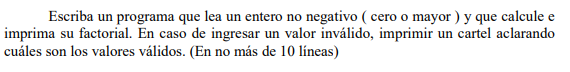 Escriba un programa que lea un entero no negativo ( cero o mayor ) y que calcule e
imprima su factorial. En caso de ingresar un valor inválido, imprimir un cartel aclarando
cuáles son los valores válidos. (En no más de 10 líneas)